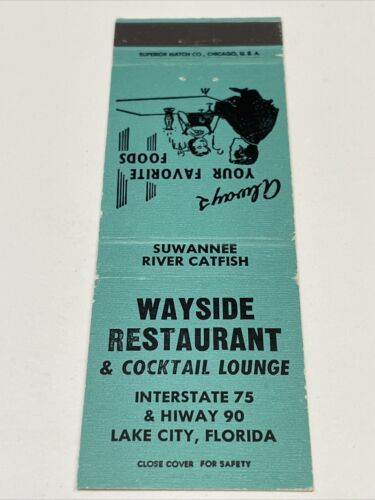 SUPERIOR MATCH CO., CHICAGO, U.S.A.
Always
YOUR FAVORITE
FOODS
SUWANNEE
RIVER CATFISH
WAYSIDE
RESTAURANT
& COCKTAIL LOUNGE
INTERSTATE 75
& HIWAY 90
LAKE CITY, FLORIDA
CLOSE COVER FOR SAFETY